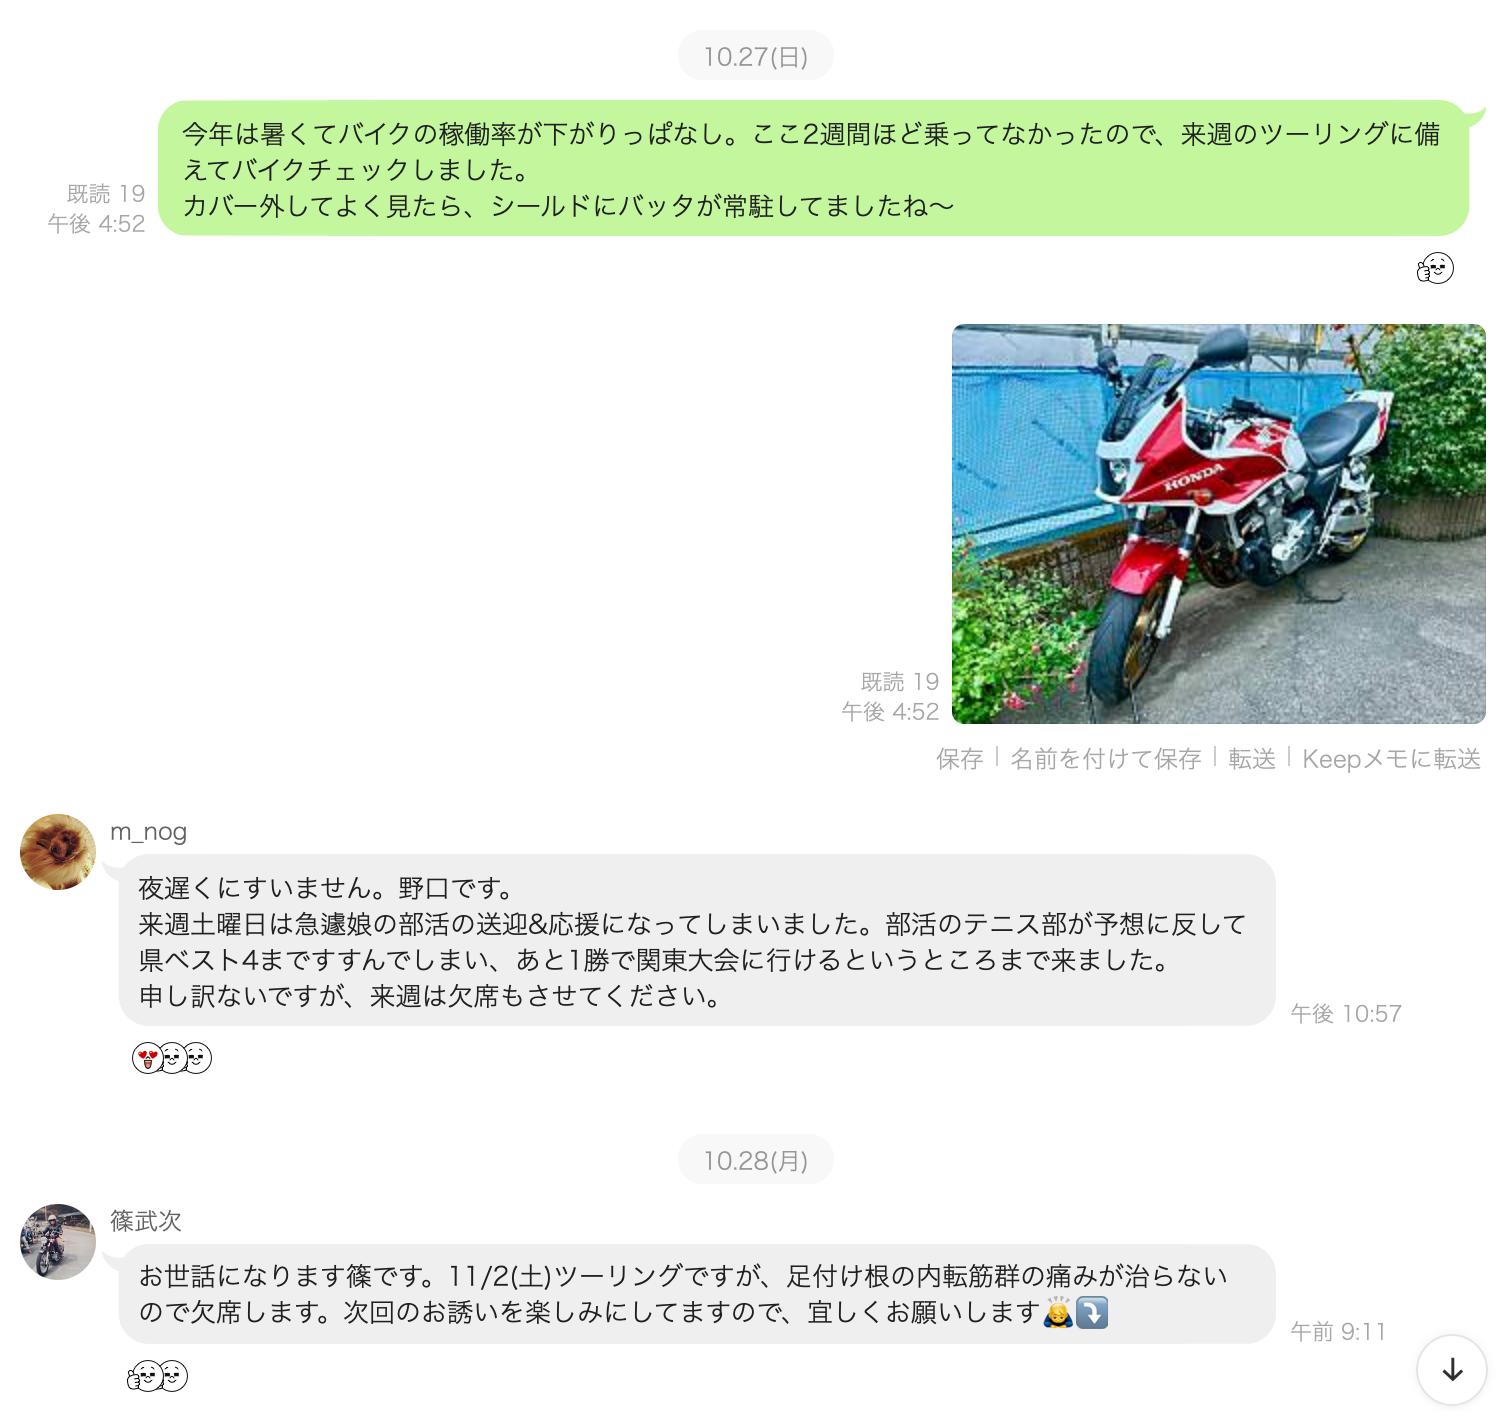 10.27(日)
今年は暑くてバイクの稼働率が下がりっぱなし。ここ2週間ほど乗ってなかったので、来週のツーリングに備
えてバイクチェックしました。
カバー外してよく見たら、シールドにバッタが常駐してましたね〜
既読 19
午後 4:52
HONDA
既読 19
午後 4:52
保存 | 名前を付けて保存 | 転送 | Keepメモに転送
m_nog
夜遅くにすいません。野口です。
来週土曜日は急遽娘の部活の送迎&応援になってしまいました。部活のテニス部が予想に反して
県ベスト4まですすんでしまい、あと1勝で関東大会に行けるというところまで来ました。
申し訳ないですが、来週は欠席もさせてください。
午後 10:57
10.28(月)
篠武次
お世話になります篠です。11/2(土)ツーリングですが、足付け根の内転筋群の痛みが治らない
ので欠席します。次回のお誘いを楽しみにしてますので、宜しくお願いします🙇⤵️
午前 9:11